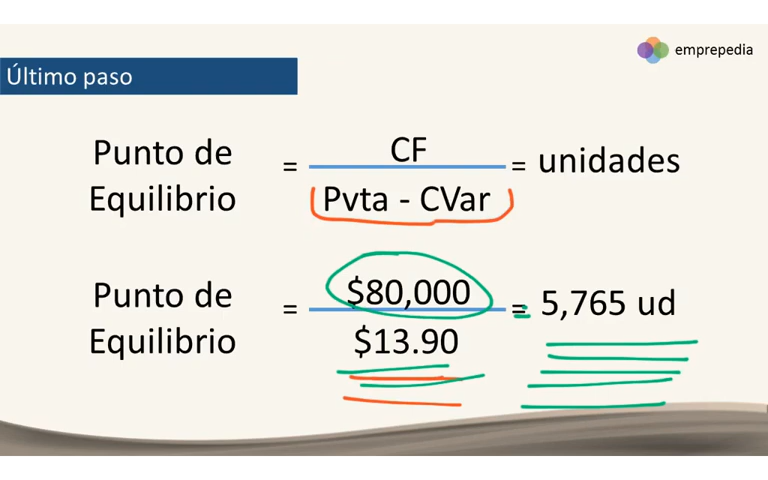 emprepedia
Último paso
Punto de
Equilibrio
=
CF
Pvta - CVar
= unidades
Punto de
Equilibrio
=
$80,000
$13.90
= 5,765 ud